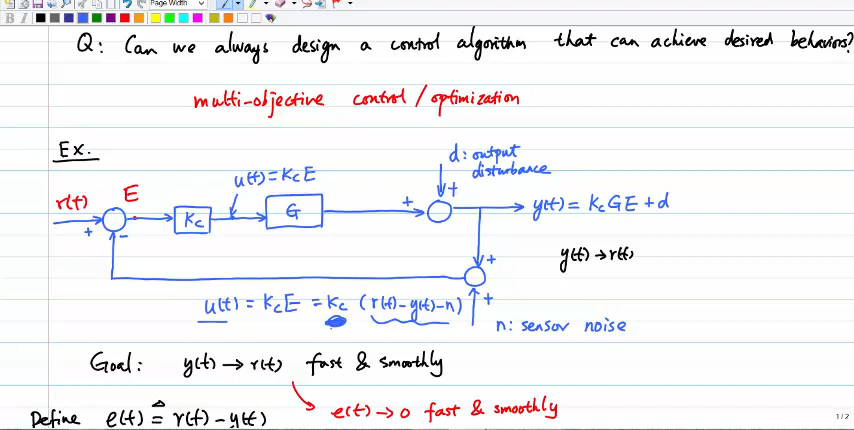 Page Width
B I
Q: Can we always design a control algorithm that can achieve desired behaviors?
multi-objective control / optimization
Ex.
d: output
disturbance
u(t) = KcE
r(t)
E
+
-
Kc
G
+
+
y(t) = KcGE + d
y(t) → r(t)
+
+
u(t) = KcE = Kc (r(t) - y(t) - n)
n: sensor noise
Goal: y(t) → r(t) fast & smoothly
e(t) → 0 fast & smoothly
Define e(t) ≜ r(t) - y(t)
1 / 2